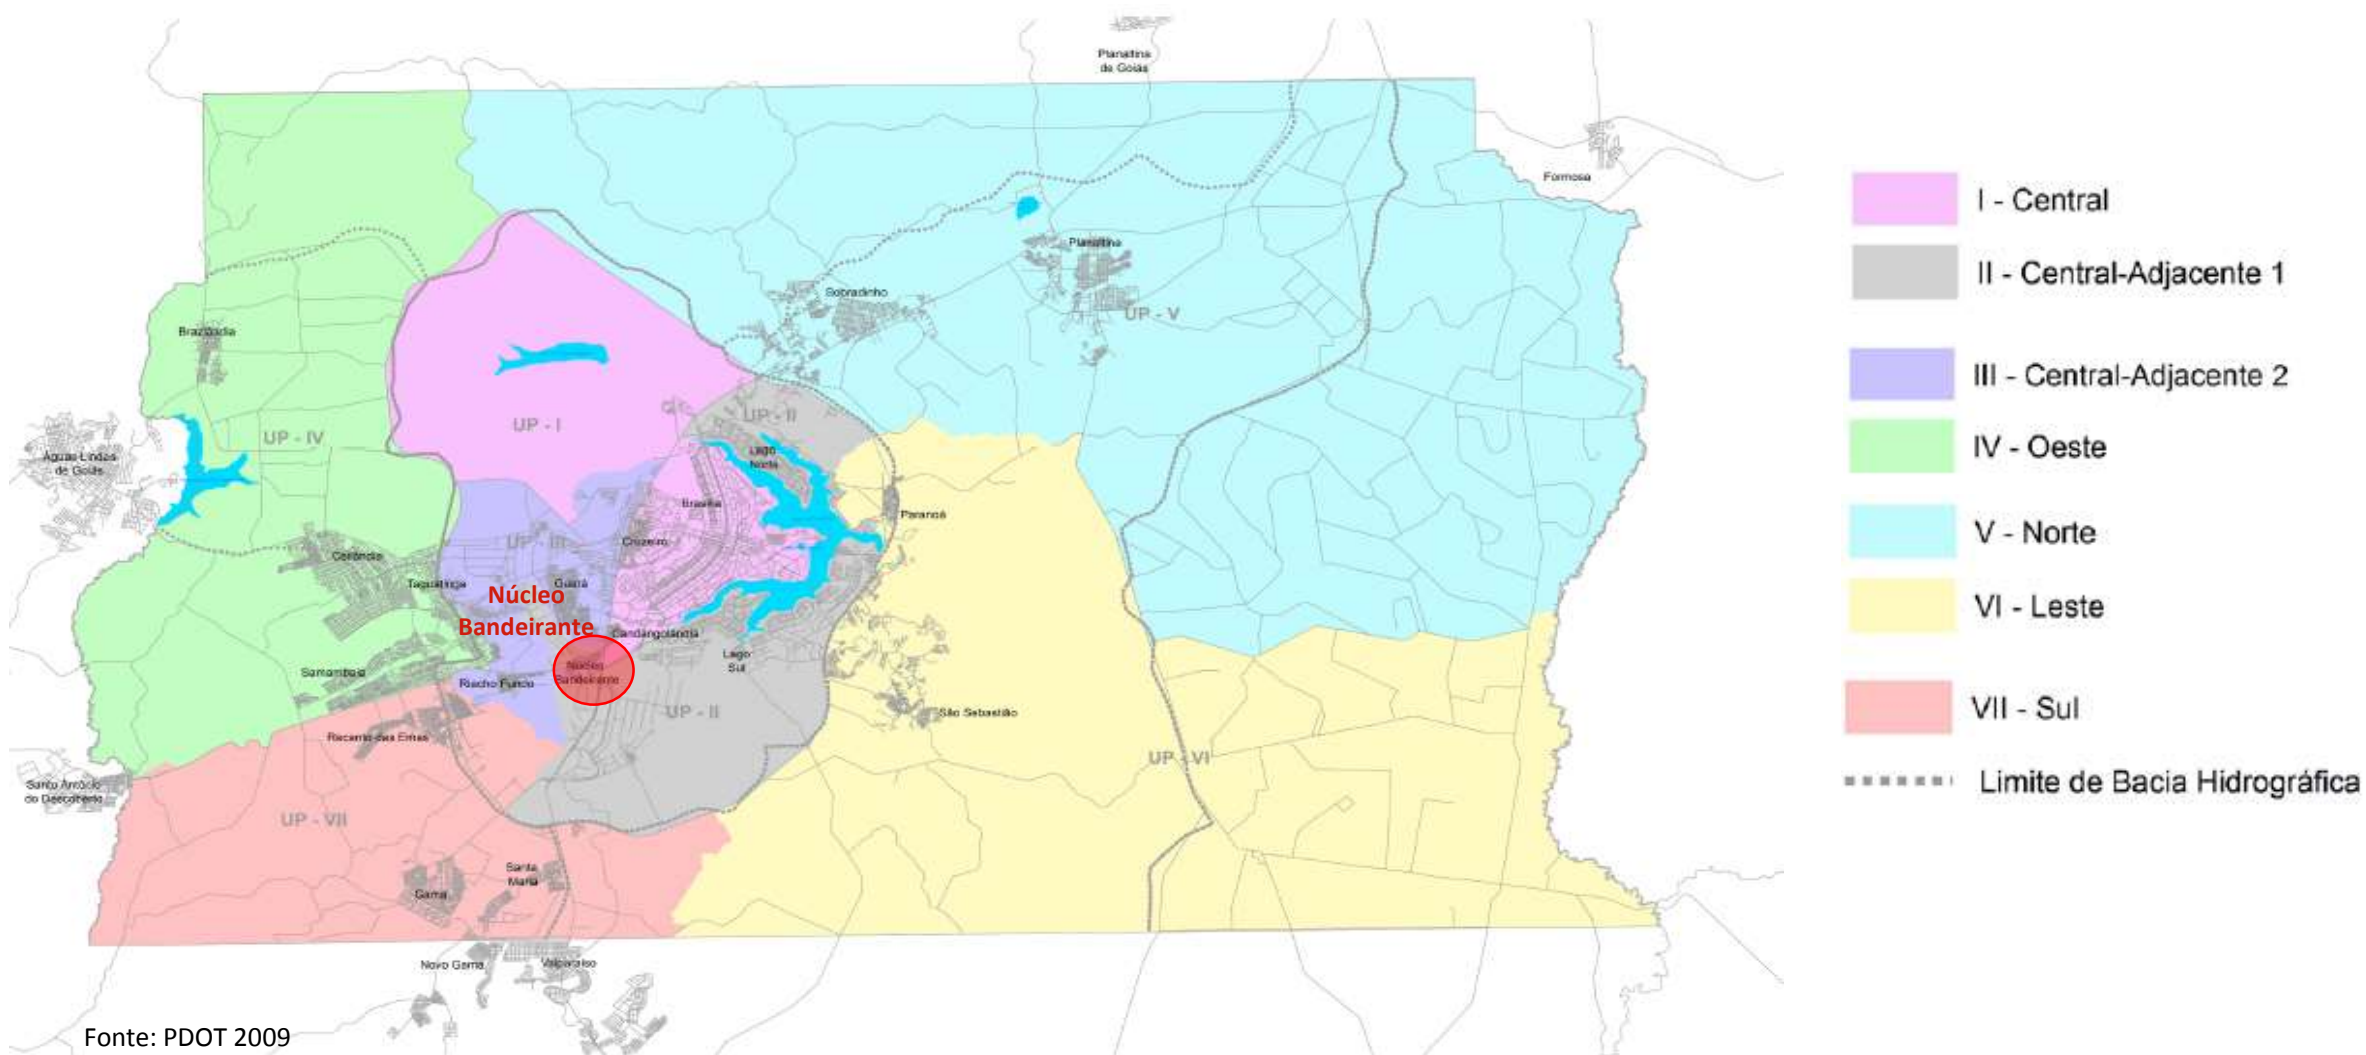 Planaltina
de Goiás
Formosa
Planaltina
Sobradinho
UP - V
Brazlândia
UP - II
UP - I
UP - IV
Águas Lindas
de Goiás
Lago
Norte
Brasília
Paranoá
UP - III
Cruzeiro
Ceilândia
Taguatinga
Guará
Núcleo
Bandeirante
Candangolândia
Lago
Sul
Núcleo
Bandeirante
Samambaia
Riacho Fundo
UP - II
São Sebastião
Recanto das Emas
UP - VI
Santo Antônio
do Descoberto
UP - VII
Santa
Maria
Gama
Novo Gama
Valparaíso
Fonte: PDOT 2009
I - Central
II - Central-Adjacente 1
III - Central-Adjacente 2
IV - Oeste
V - Norte
VI - Leste
VII - Sul
Limite de Bacia Hidrográfica